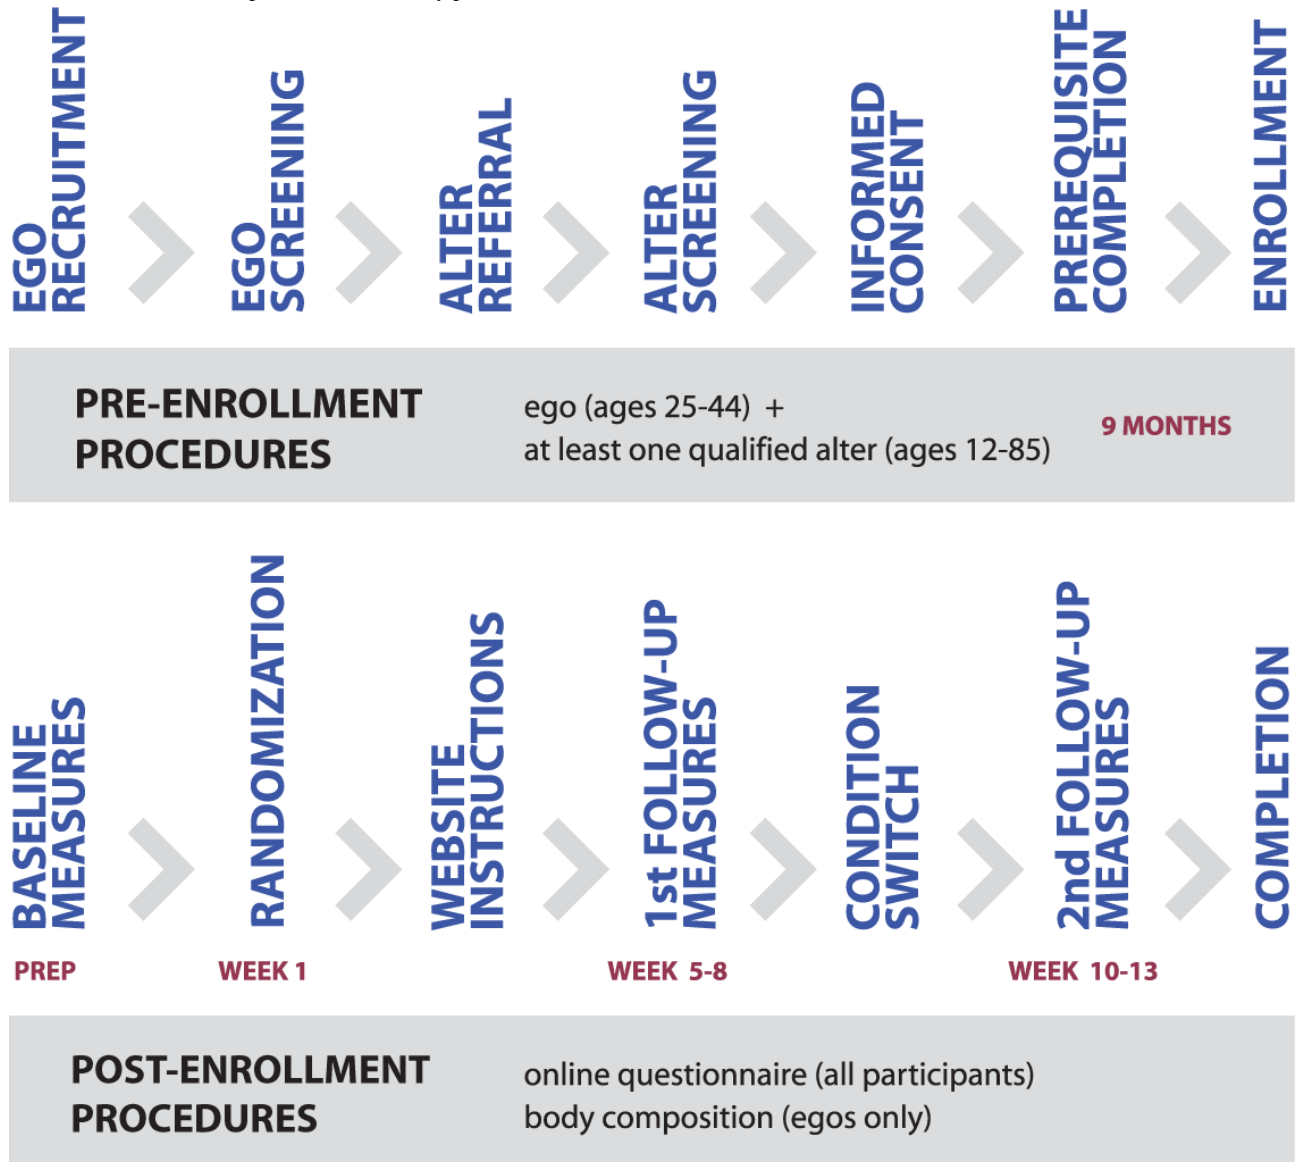 EGO
RECRUITMENT
EGO
SCREENING
ALTER
REFERRAL
ALTER
SCREENING
INFORMED
CONSENT
PREREQUISITE
COMPLETION
ENROLLMENT
PRE-ENROLLMENT
PROCEDURES
ego (ages 25-44) +
at least one qualified alter (ages 12-85)
9 MONTHS
BASELINE
MEASURES
RANDOMIZATION
WEBSITE
INSTRUCTIONS
1st FOLLOW-UP
MEASURES
CONDITION
SWITCH
2nd FOLLOW-UP
MEASURES
COMPLETION
PREP
WEEK 1
WEEK 5-8
WEEK 10-13
POST-ENROLLMENT
PROCEDURES
online questionnaire (all participants)
body composition (egos only)